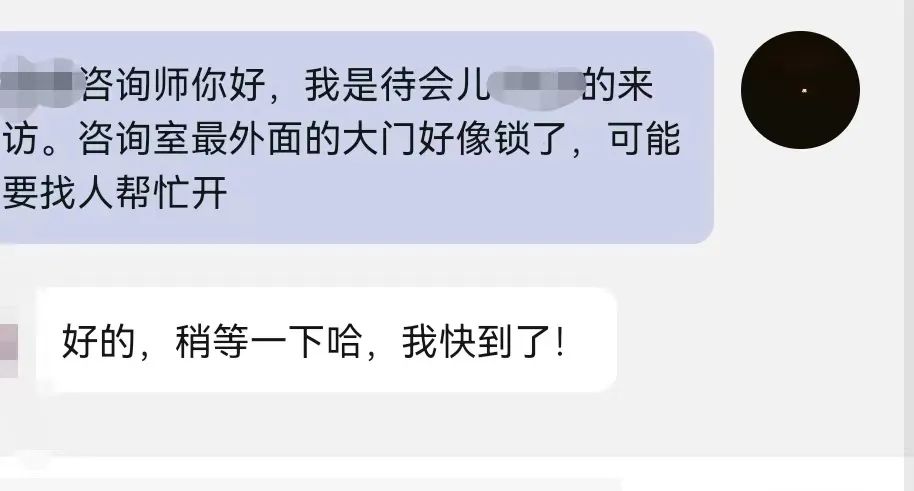 咨询师你好，我是待会儿的来
访。咨询室最外面的大门好像锁了，可能
要找人帮忙开
好的，稍等一下哈，我快到了！